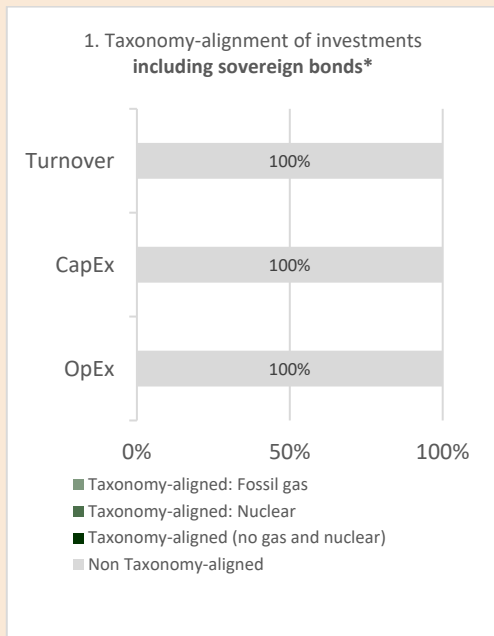 1. Taxonomy-alignment of investments
including sovereign bonds*
Turnover
100%
CapEx
100%
OpEx
100%
0%
50%
100%
Taxonomy-aligned: Fossil gas
Taxonomy-aligned: Nuclear
Taxonomy-aligned (no gas and nuclear)
Non Taxonomy-aligned